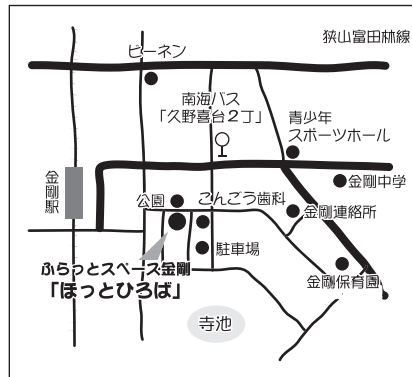 狭山富田林線
ピーネン
南海バス
「久野喜台２丁」
青少年
スポーツホール
金剛駅
公園
こんごう歯科
金剛中学
金剛連絡所
駐車場
ふらっとスペース金剛
「ほっとひろば」
金剛保育園
寺池